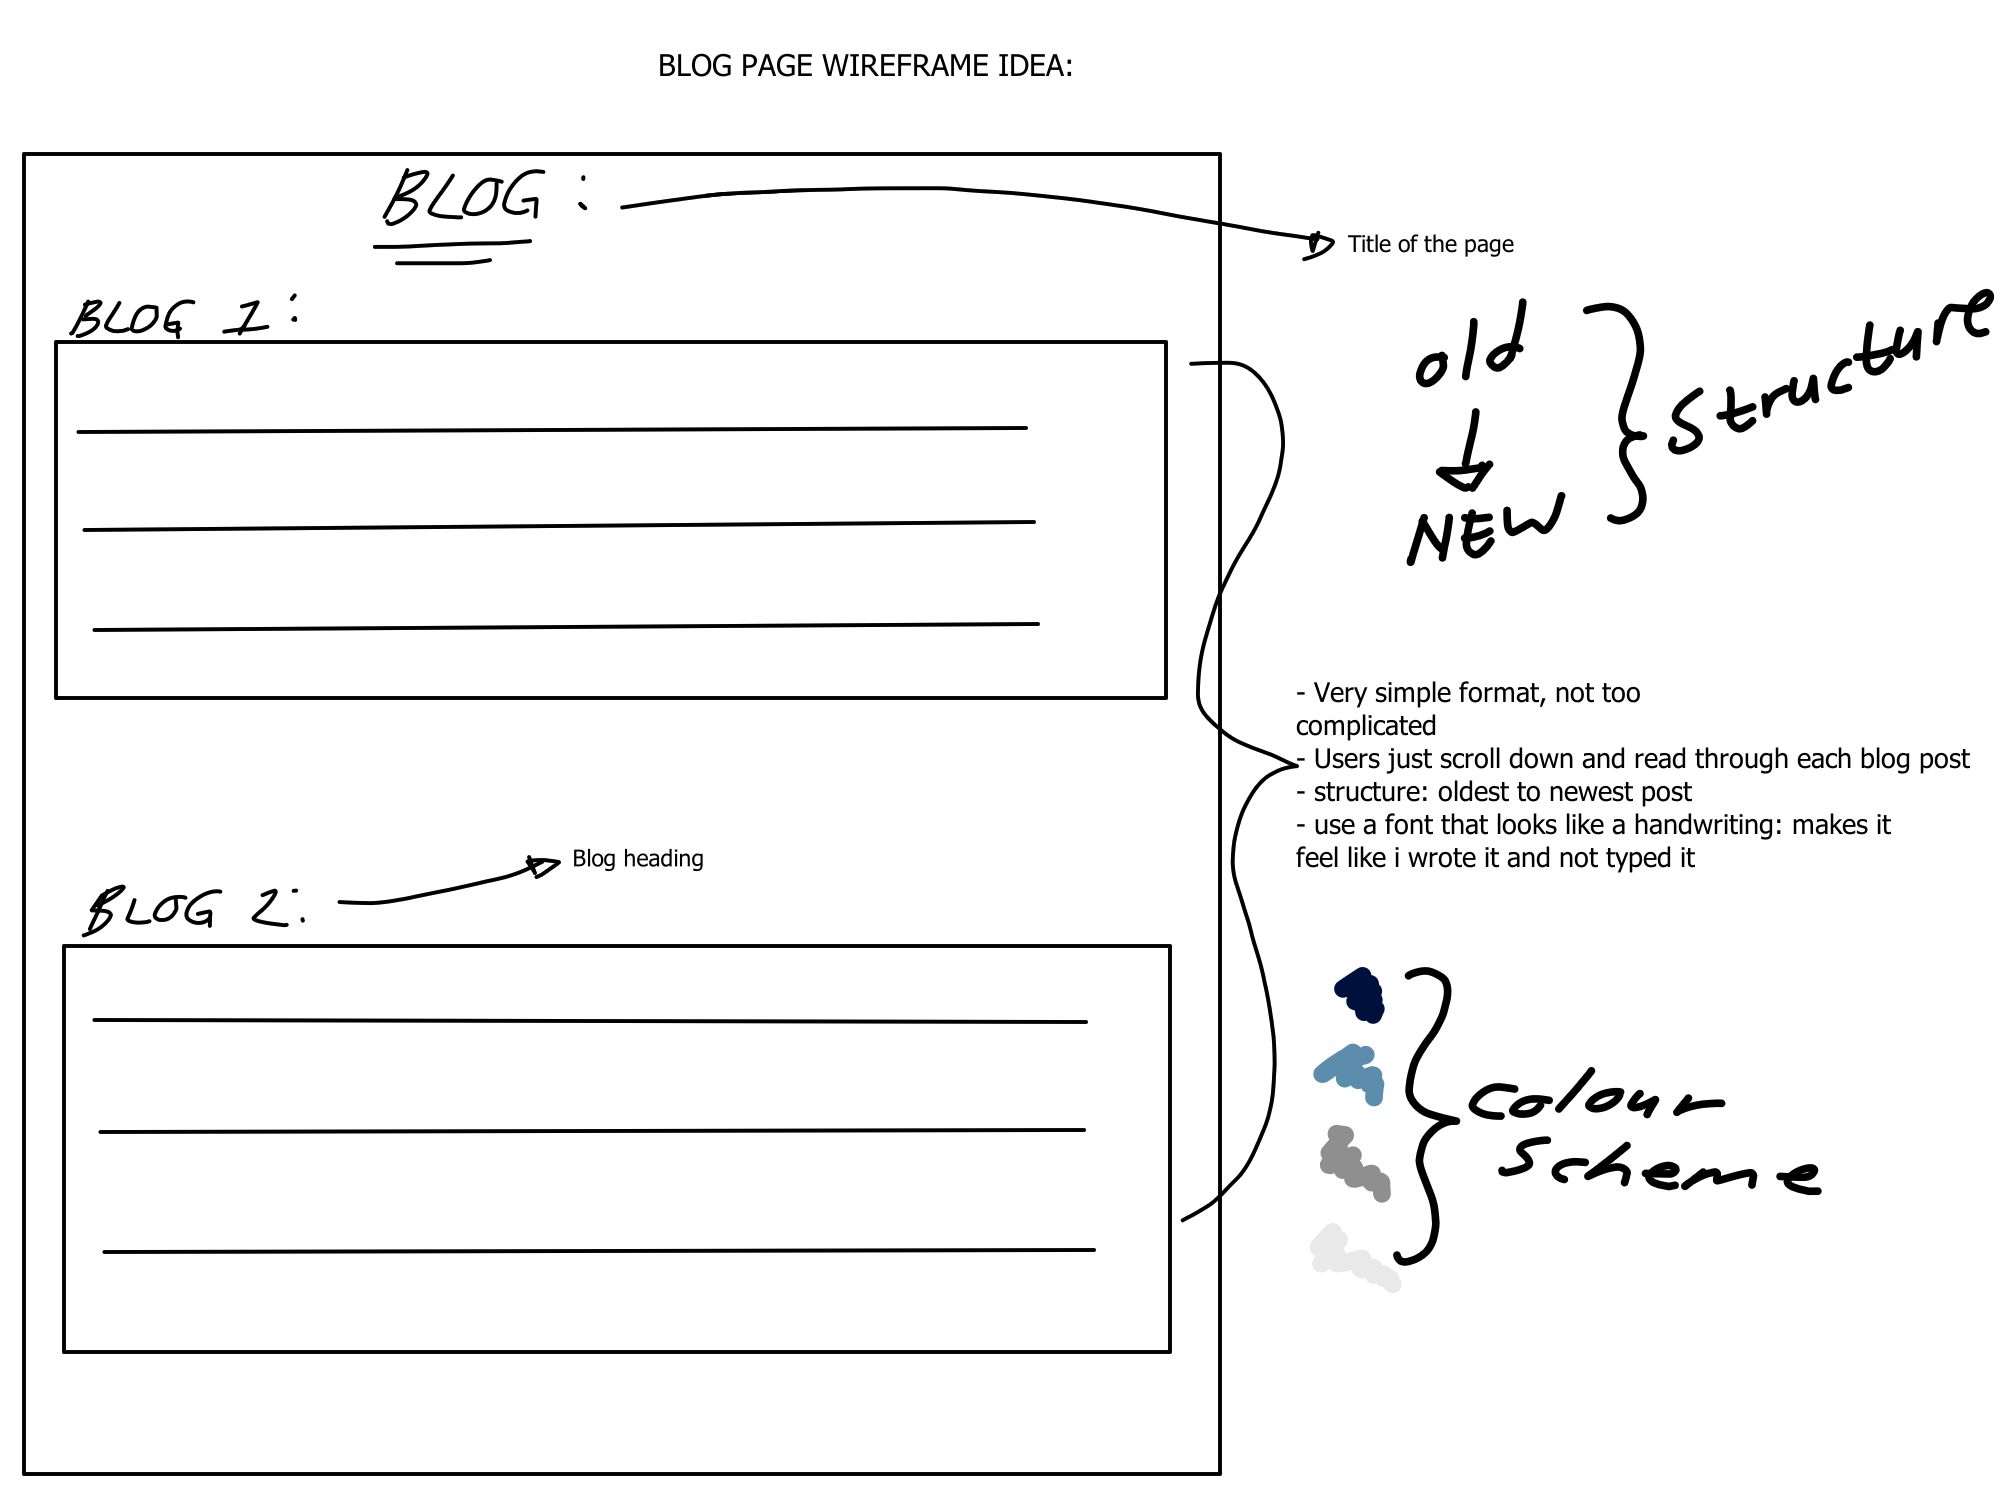 BLOG PAGE WIREFRAME IDEA:
BLOG :
Title of the page
BLOG 1:
old
NEW
Structure
- Very simple format, not too
complicated
- Users just scroll down and read through each blog post
- structure: oldest to newest post
- use a font that looks like a handwriting: makes it
feel like i wrote it and not typed it
Blog heading
BLOG 2:
Colour
Scheme